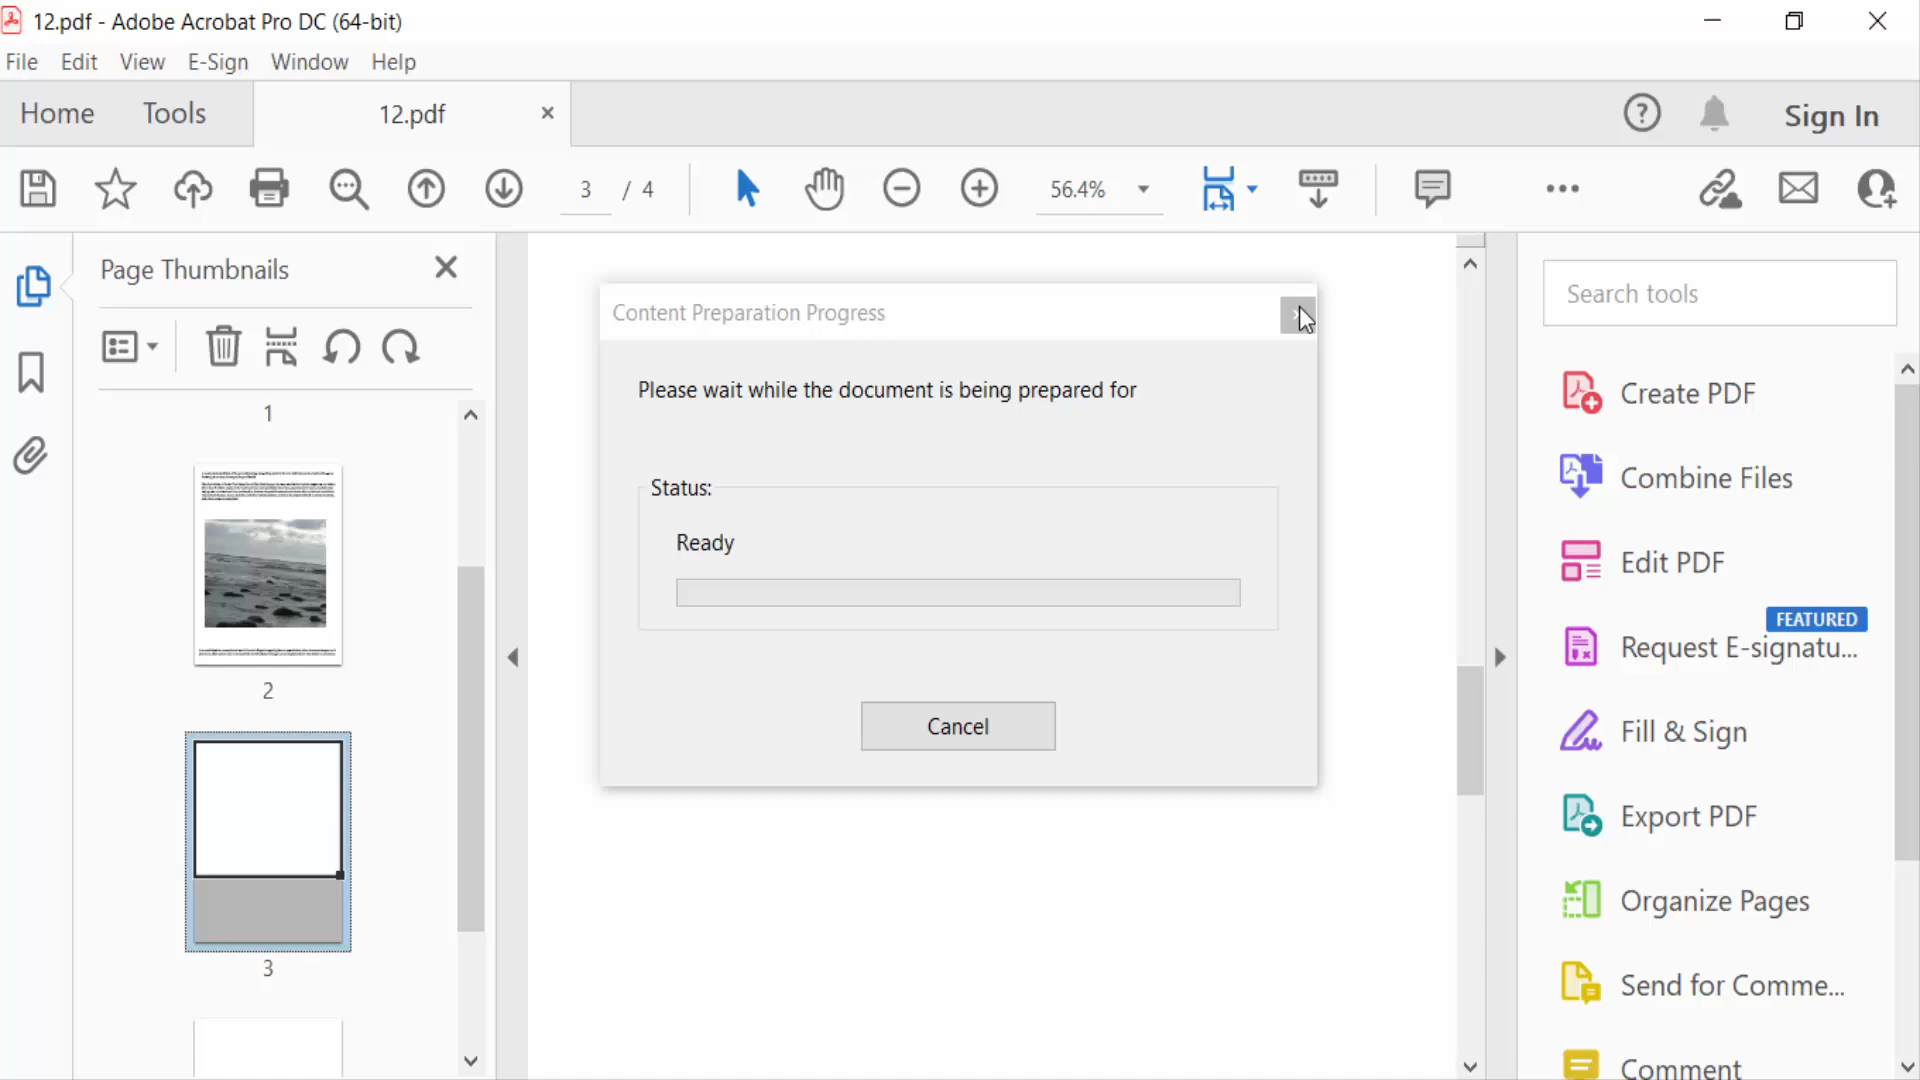 12.pdf - Adobe Acrobat Pro DC (64-bit)
File Edit View E-Sign Window Help
Home Tools 12.pdf Sign In
3 / 4 56.4%
Page Thumbnails
1
2
3
Content Preparation Progress
Please wait while the document is being prepared for
Status:
Ready
Cancel
Search tools
Create PDF
Combine Files
Edit PDF
FEATURED
Request E-signatu...
Fill & Sign
Export PDF
Organize Pages
Send for Comme...
Comment